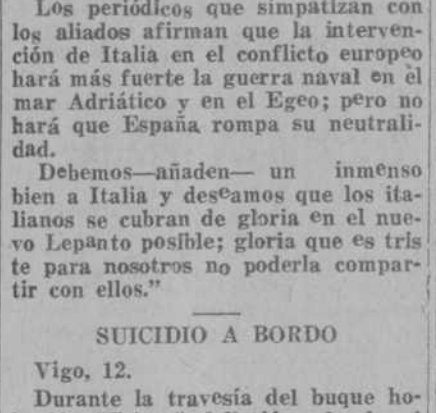 Los periódicos que simpatizan con
los aliados afirman que la interven-
ción de Italia en el conflicto europeo
hará más fuerte la guerra naval en el
mar Adriático y en el Egeo; pero no
hará que España rompa su neutrali-
dad.
Debemos—añaden— un inmenso
bien a Italia y deseamos que los ita-
lianos se cubran de gloria en el nue-
vo Lepanto posible; gloria que es tris
te para nosotros no poderla compar-
tir con ellos.”
SUICIDIO A BORDO
Vigo, 12.
Durante la travesía del buque ho-